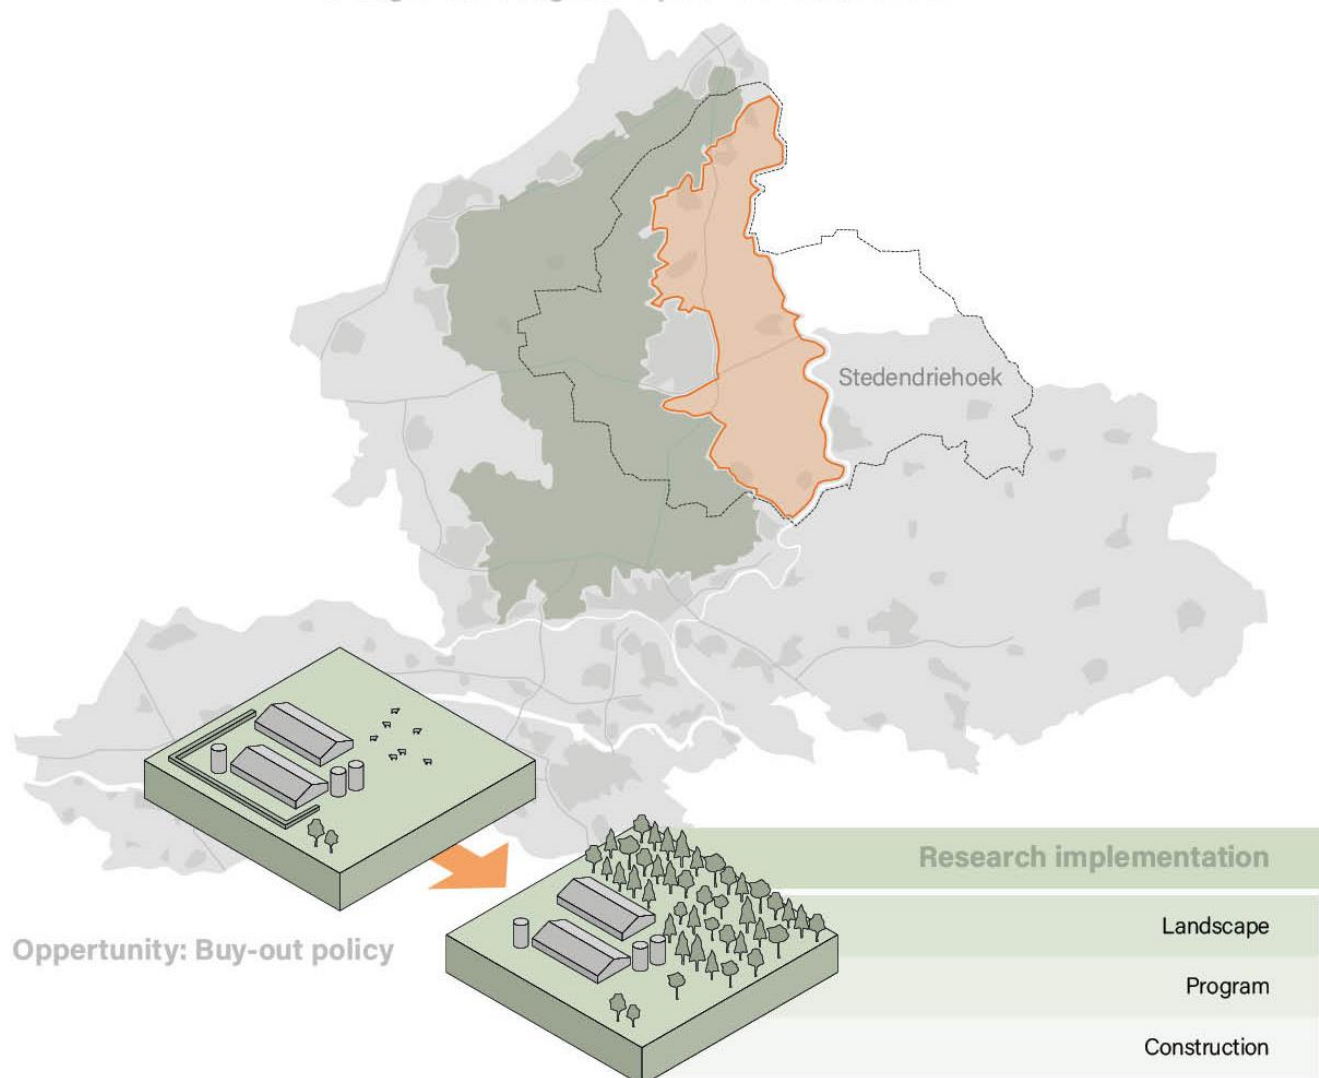 Stedendriehoek
Research implementation
Landscape
Oppertunity: Buy-out policy
Program
Construction